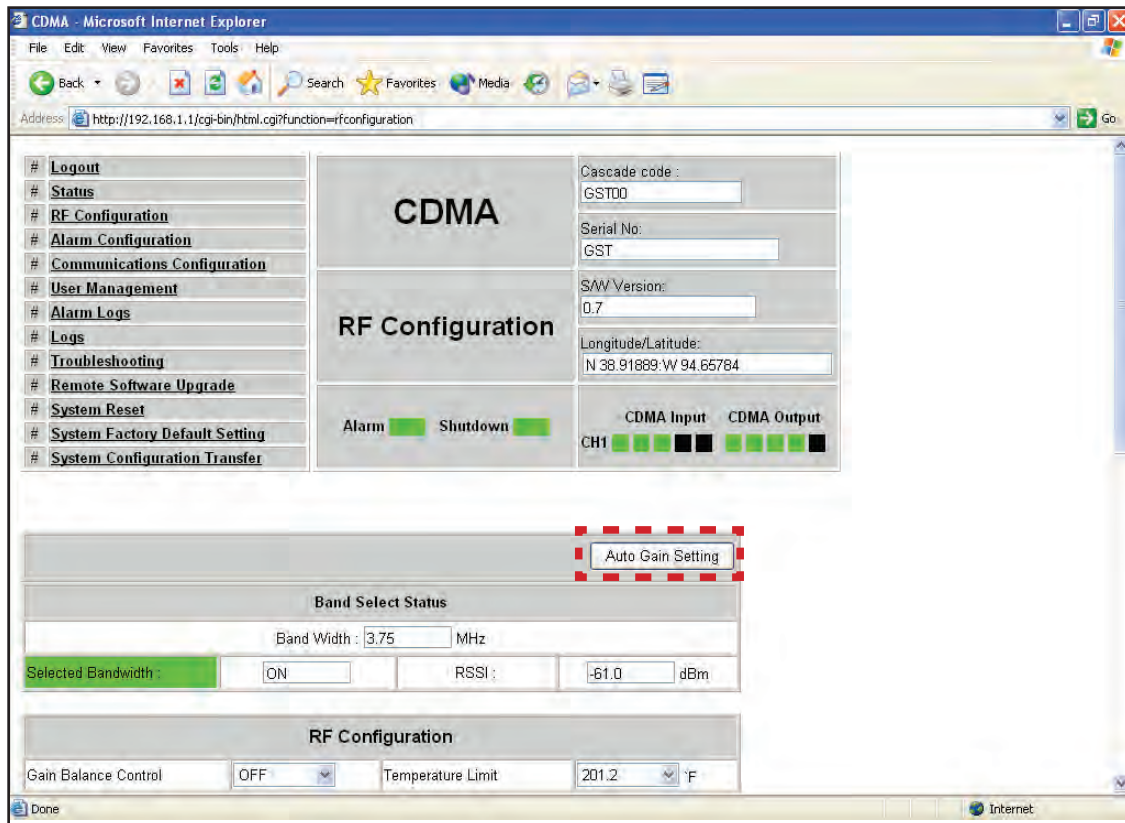 CDMA - Microsoft Internet Explorer
File Edit View Favorites Tools Help
Back Search Favorites Media
Address http://192.168.1.1/cgi-bin/html.cgi?function=rfconfiguration Go
# Logout
# Status
# RF Configuration
# Alarm Configuration
# Communications Configuration
# User Management
# Alarm Logs
# Logs
# Troubleshooting
# Remote Software Upgrade
# System Reset
# System Factory Default Setting
# System Configuration Transfer
CDMA
RF Configuration
Alarm Shutdown
Cascade code :
GST00
Serial No:
GST
S/W Version:
0.7
Longitude/Latitude:
N 38.91889:W 94.65784
CDMA Input CDMA Output
CH1
Auto Gain Setting
Band Select Status
Band Width : 3.75 MHz
Selected Bandwidth : ON RSSI : -61.0 dBm
RF Configuration
Gain Balance Control OFF Temperature Limit 201.2 °F
Done Internet